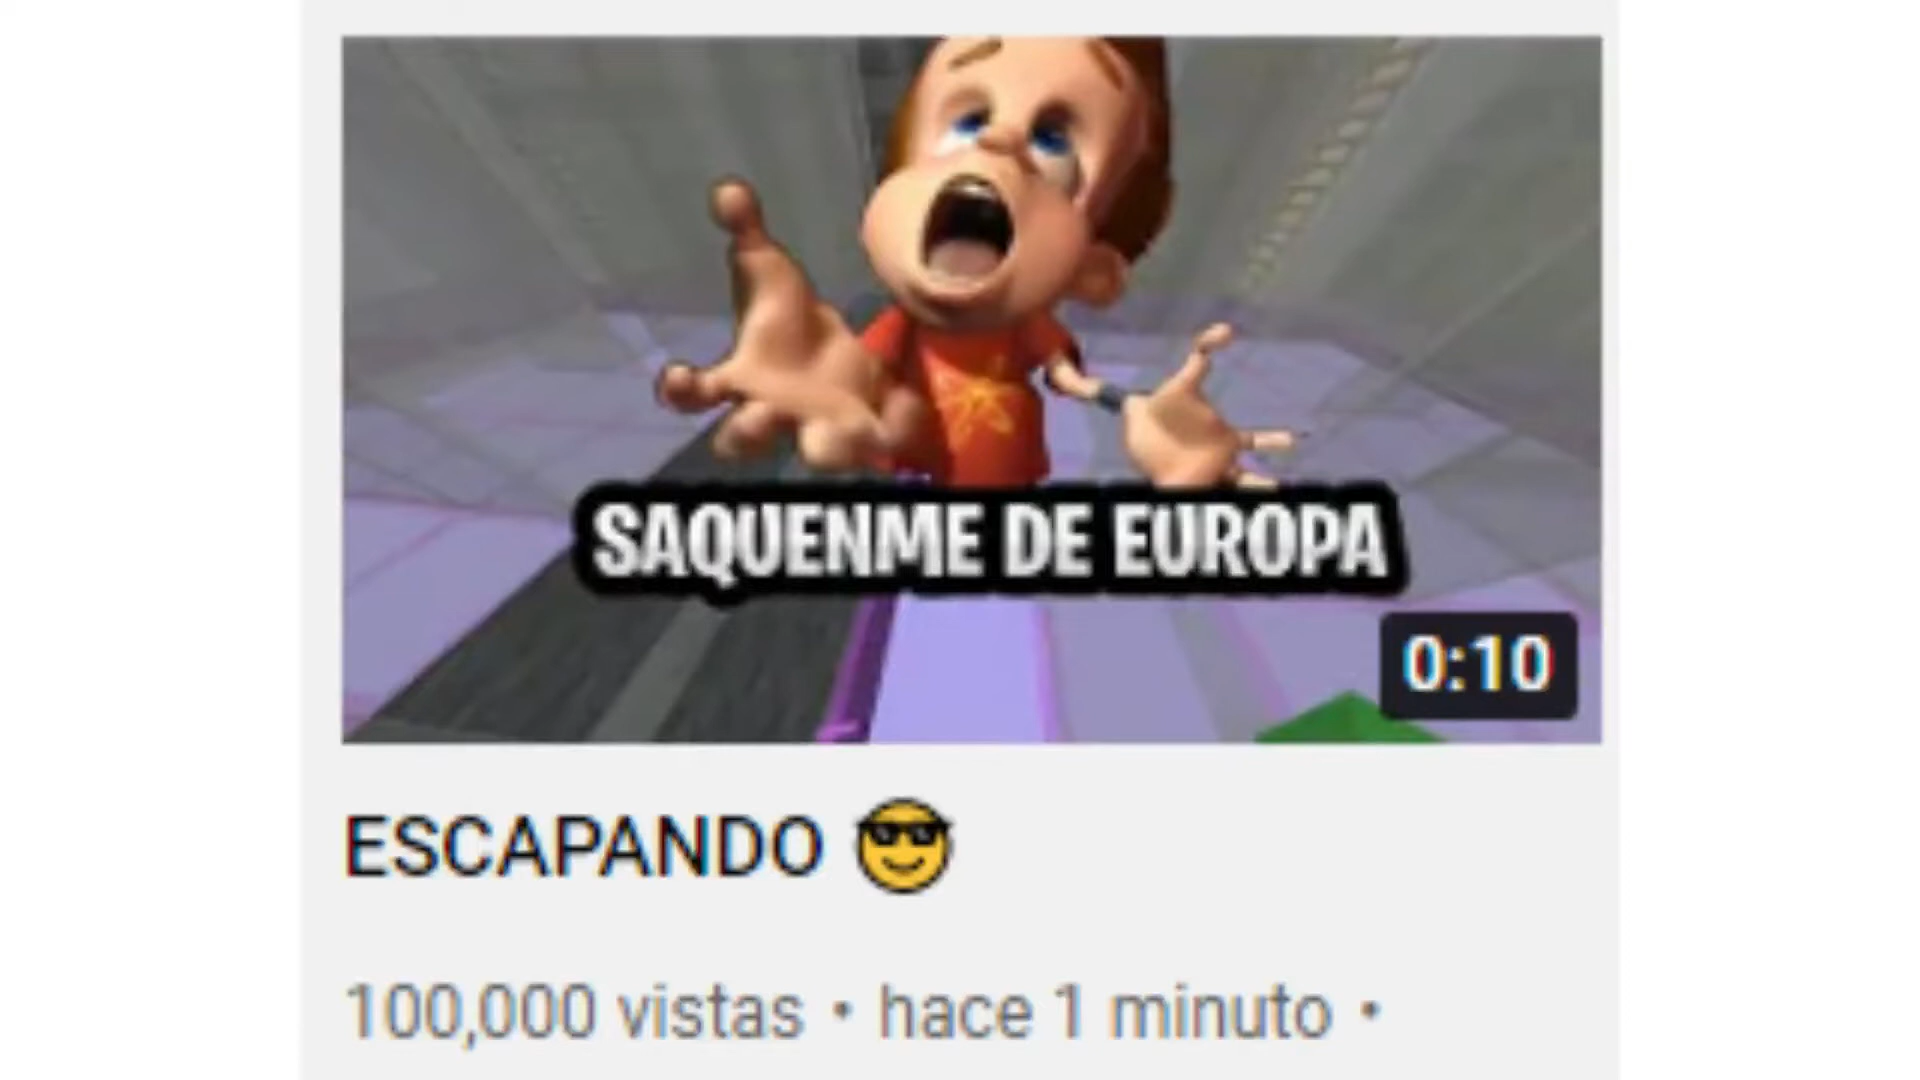 SAQUENME DE EUROPA
0:10
ESCAPANDO 😎
100,000 vistas • hace 1 minuto •